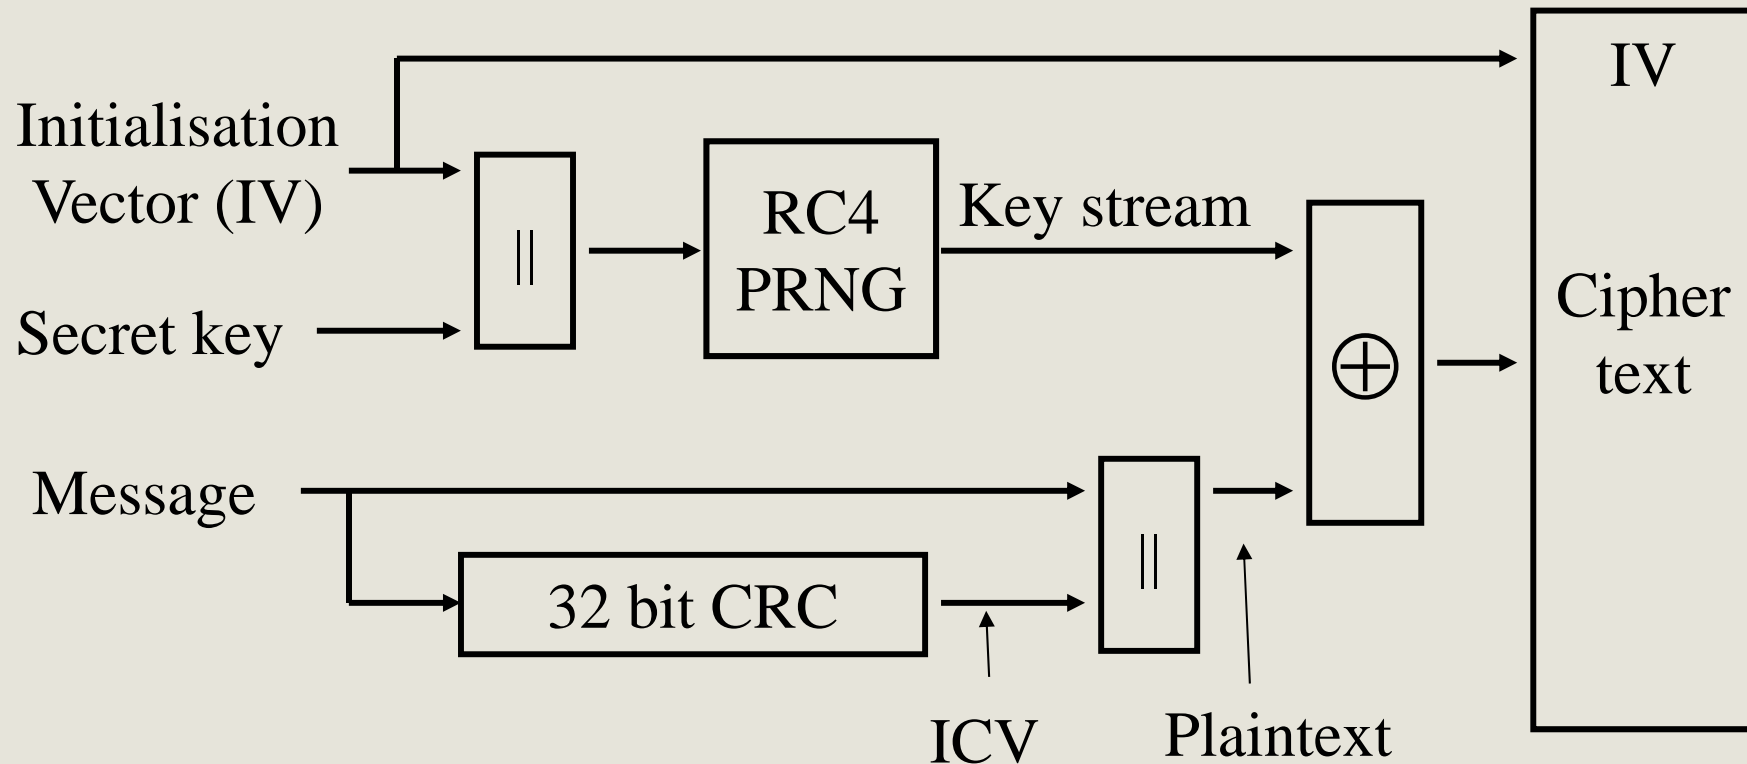 IV
Initialisation
Vector (IV)
||
RC4
PRNG
Key stream
Secret key
Cipher
text
⊕
Message
||
32 bit CRC
ICV
Plaintext